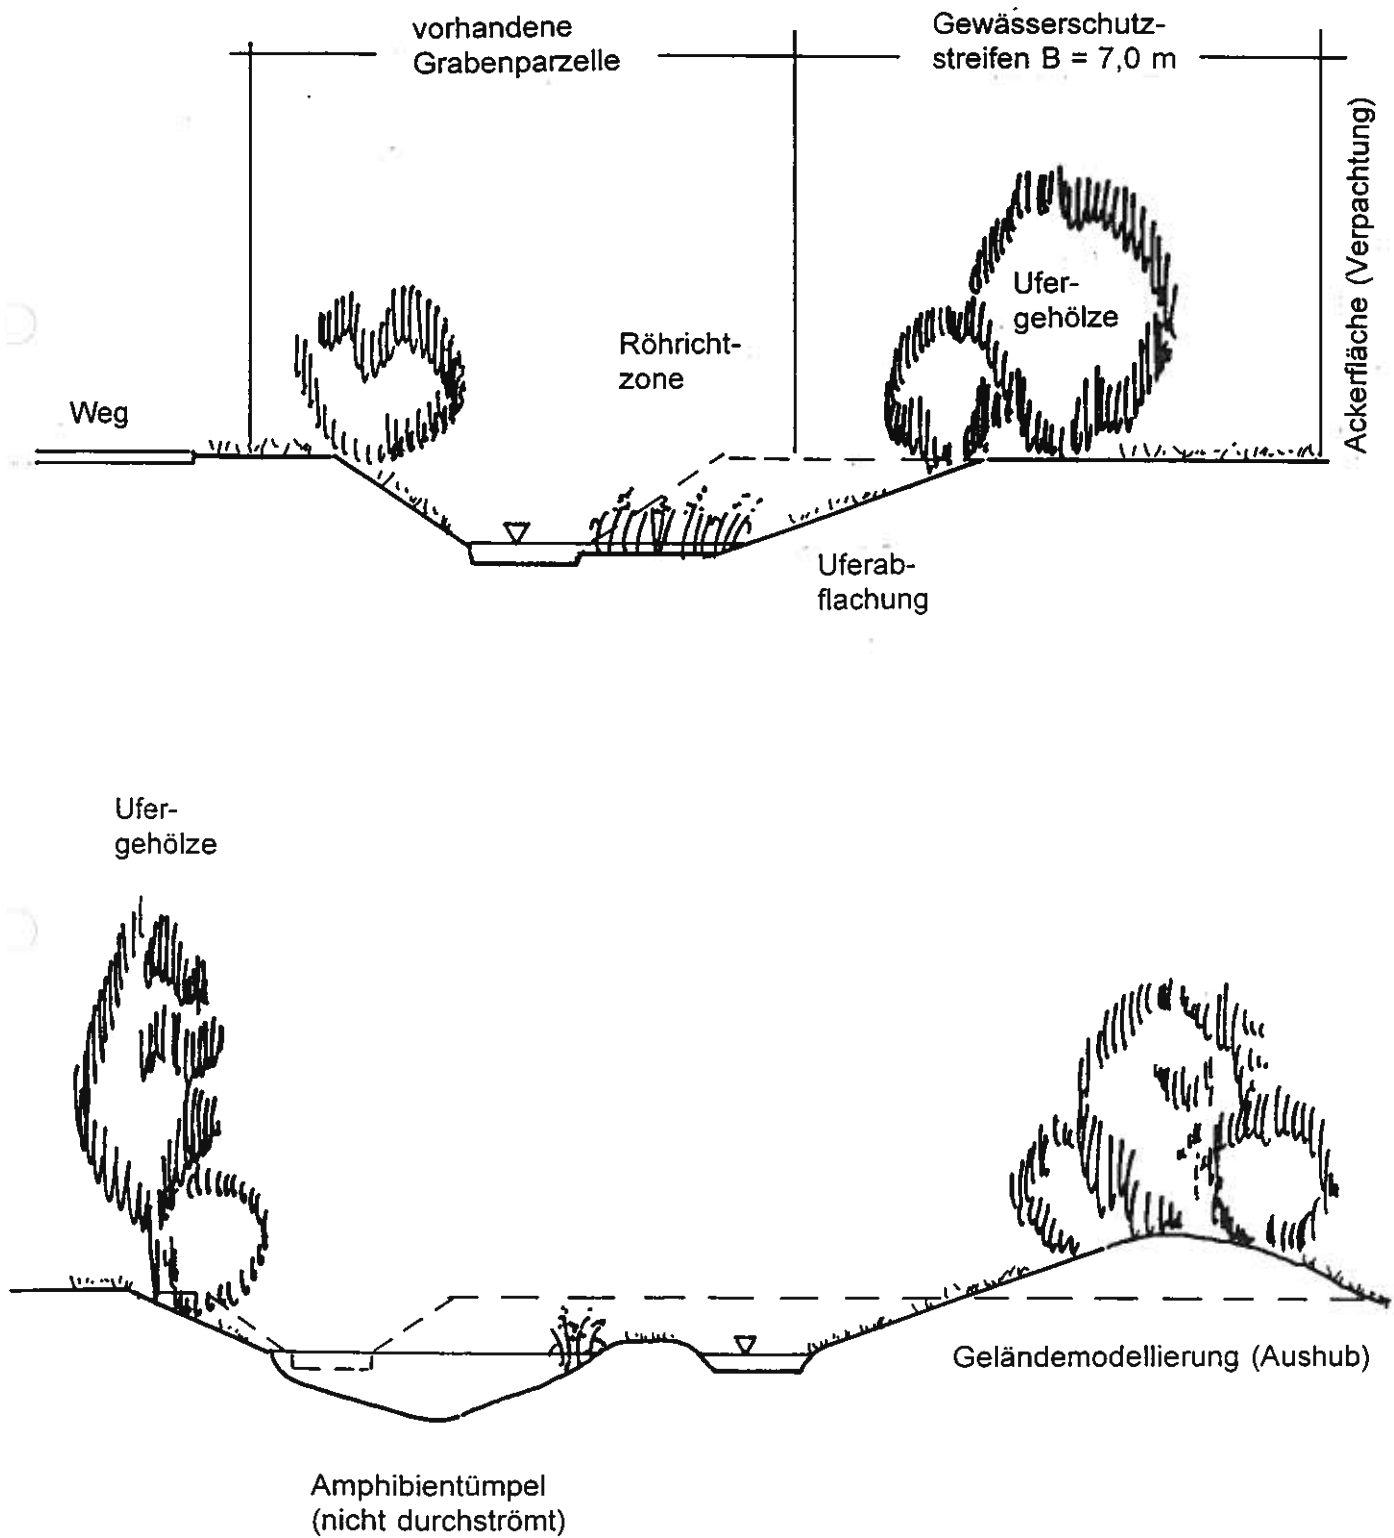 vorhandene
Grabenparzelle
Gewässerschutz-
streifen B = 7,0 m
Ackerfläche (Verpachtung)
Ufer-
gehölze
Röhricht-
zone
Weg
Uferab-
flachung
Ufer-
gehölze
Geländemodellierung (Aushub)
Amphibientümpel
(nicht durchströmt)